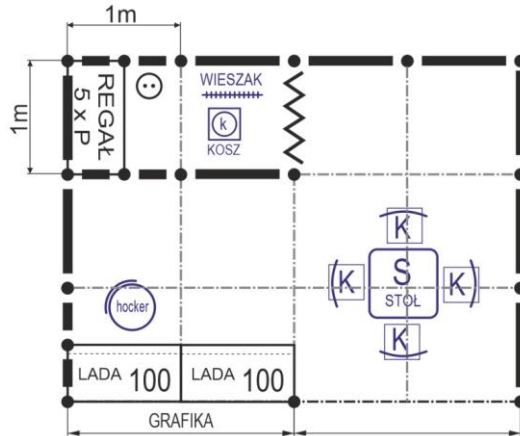 1m
1m
REGAŁ
5 x P
WIESZAK
k
KOSZ
K
K
S
STÓŁ
K
K
hocker
LADA 100
LADA 100
GRAFIKA